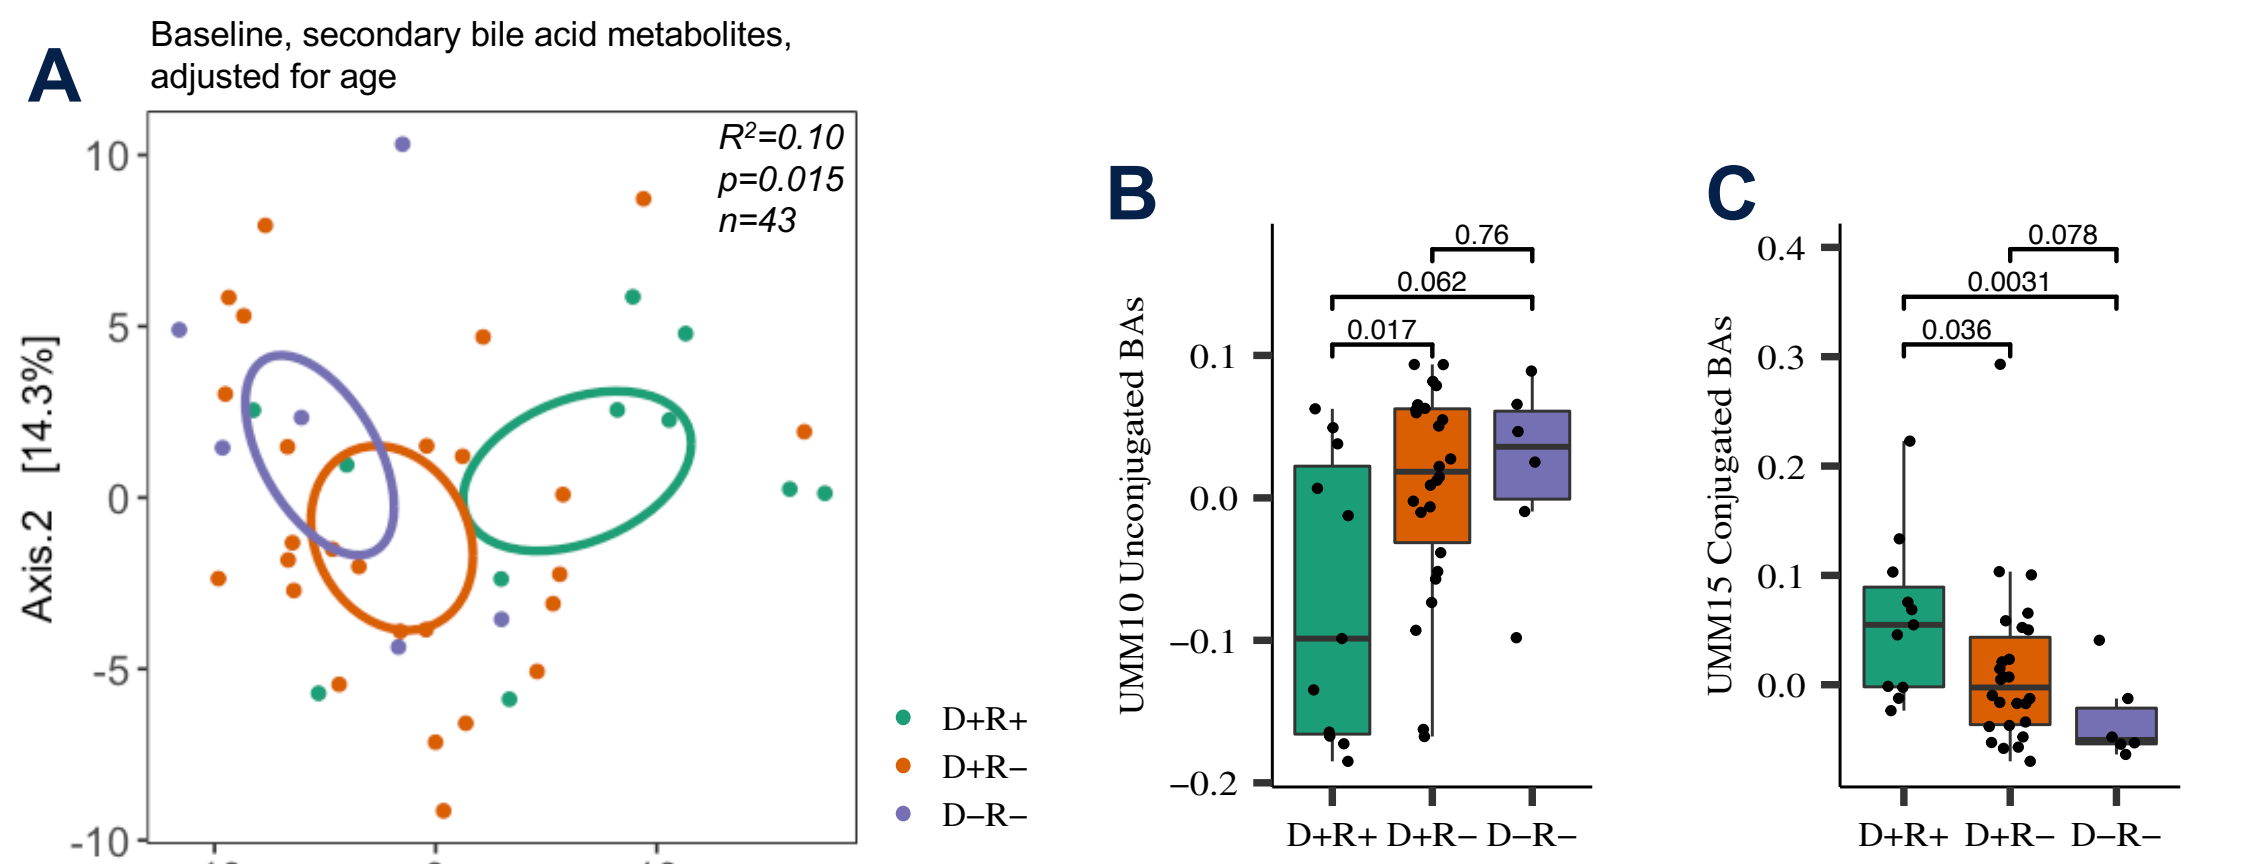 A
Baseline, secondary bile acid metabolites,
adjusted for age
R²=0.10
p=0.015
n=43
10
5
0
-5
-10
Axis.2 [14.3%]
D+R+
D+R−
D−R−
B
UMM10 Unconjugated BAs
0.1
0.0
−0.1
−0.2
0.76
0.062
0.017
D+R+ D+R− D−R−
C
UMM15 Conjugated BAs
0.4
0.3
0.2
0.1
0.0
0.078
0.0031
0.036
D+R+ D+R− D−R−